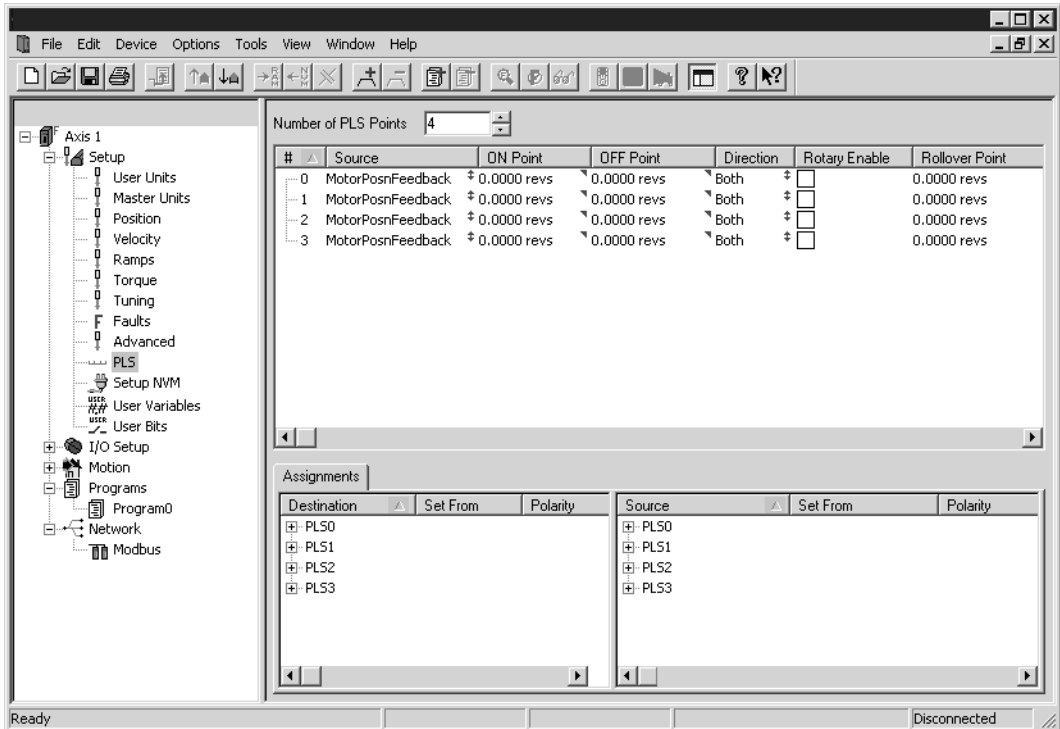 File Edit Device Options Tools View Window Help
Axis 1
Setup
User Units
Master Units
Position
Velocity
Ramps
Torque
Tuning
F Faults
Advanced
PLS
Setup NVM
USER #.# User Variables
USER User Bits
I/O Setup
in Motion
Programs
Program0
Network
Modbus
Number of PLS Points 4
# Source ON Point OFF Point Direction Rotary Enable Rollover Point
0 MotorPosnFeedback 0.0000 revs 0.0000 revs Both 0.0000 revs
1 MotorPosnFeedback 0.0000 revs 0.0000 revs Both 0.0000 revs
2 MotorPosnFeedback 0.0000 revs 0.0000 revs Both 0.0000 revs
3 MotorPosnFeedback 0.0000 revs 0.0000 revs Both 0.0000 revs
Assignments
Destination Set From Polarity
PLS0
PLS1
PLS2
PLS3
Source Set From Polarity
PLS0
PLS1
PLS2
PLS3
Ready
Disconnected